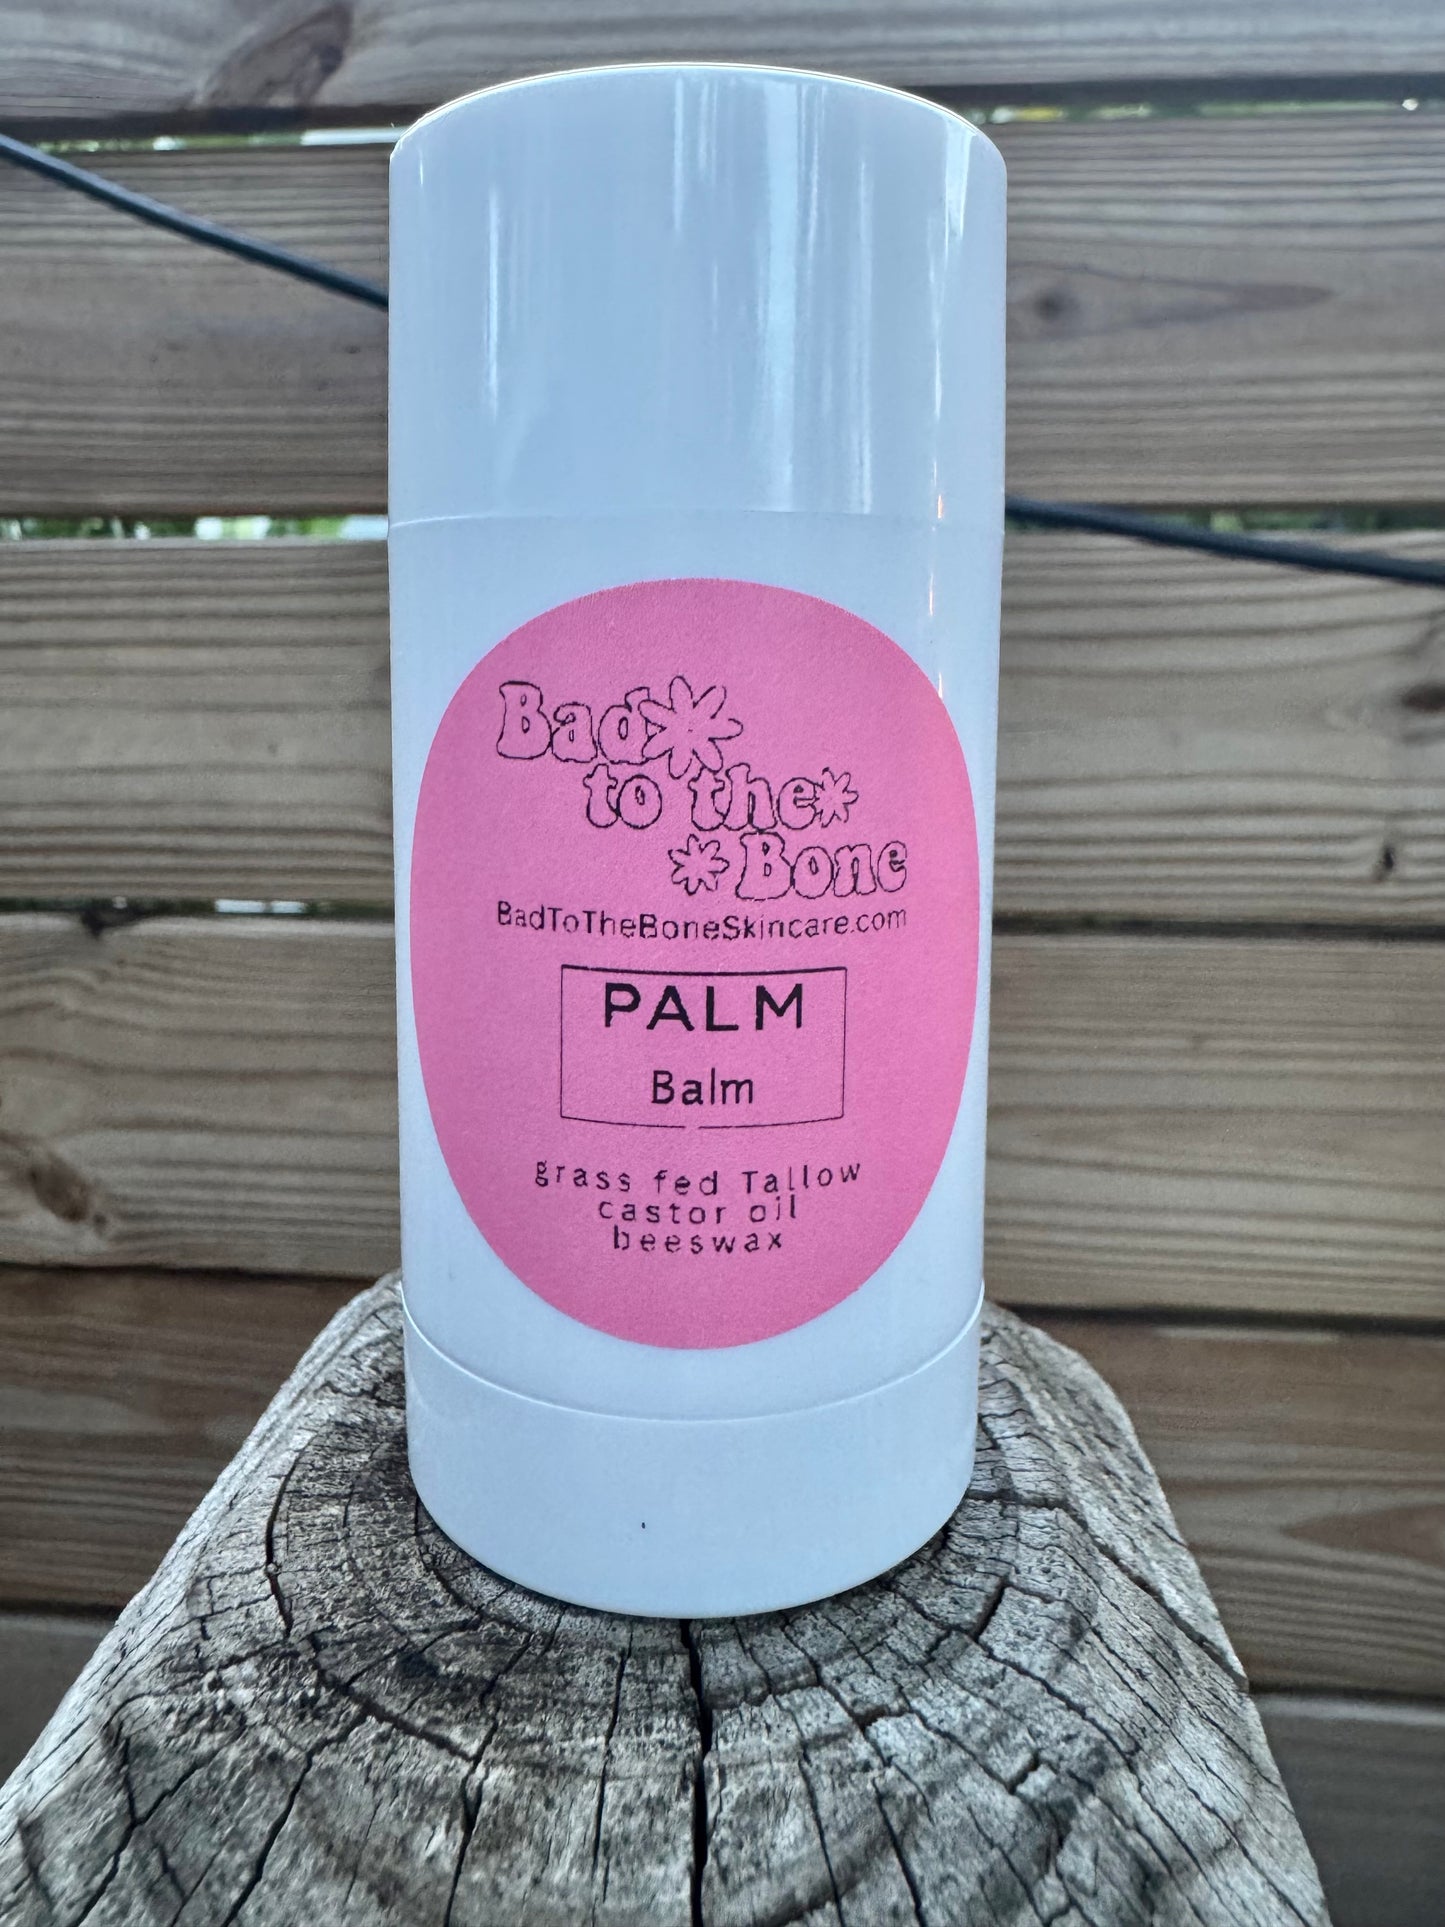 Bad
to the
Bone
BadToTheBoneSkincare.com
PALM
Balm
grass fed Tallow
castor oil
beeswax